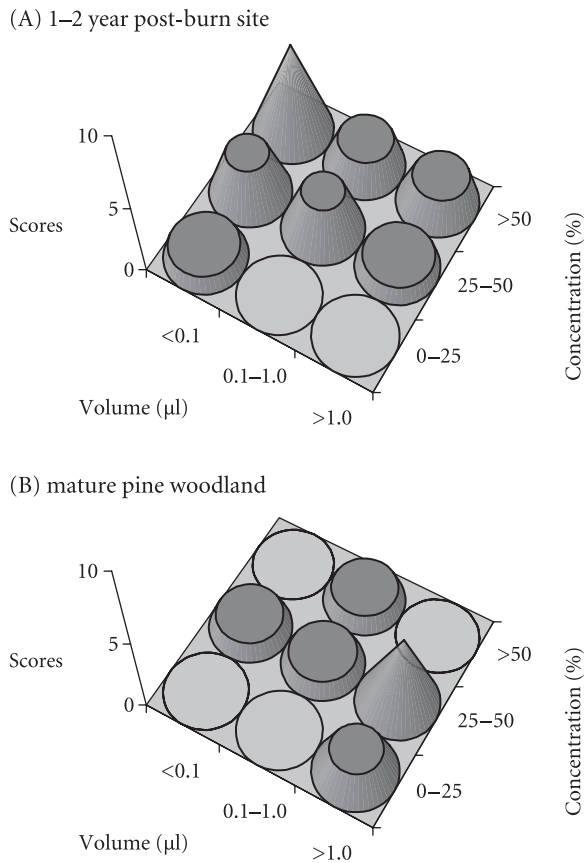 (A) 1–2 year post-burn site
10
5
Scores
0
>50
25–50
0–25
Concentration (%)
<0.1
0.1–1.0
>1.0
Volume (µl)
(B) mature pine woodland
10
5
Scores
0
>50
25–50
0–25
Concentration (%)
<0.1
0.1–1.0
>1.0
Volume (µl)